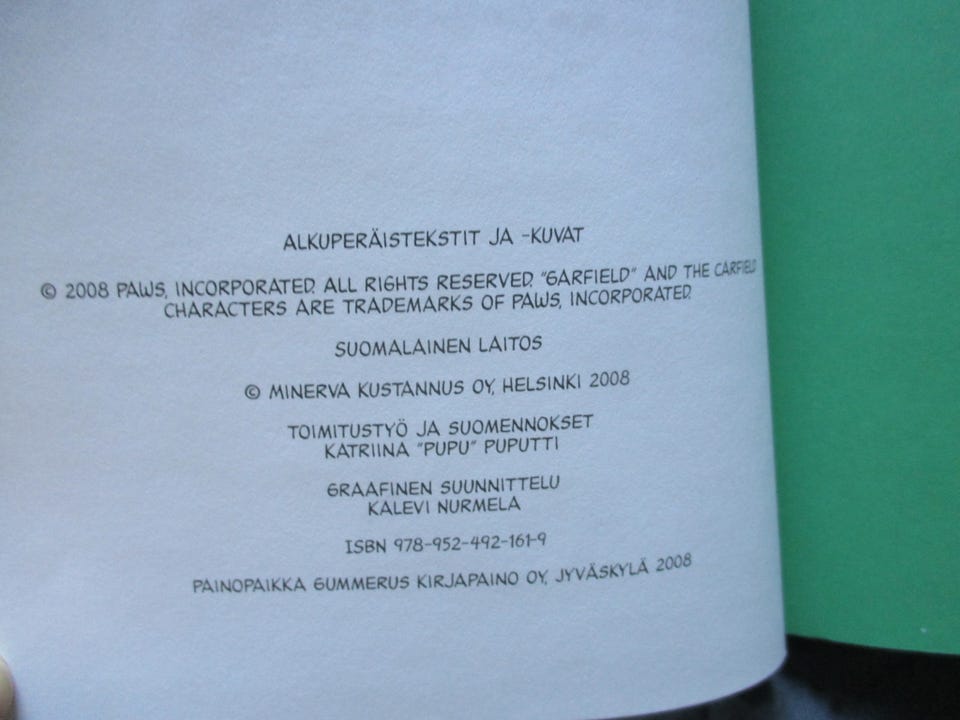 ALKUPERÄISTEKSTIT JA -KUVAT
© 2008 PAWS, INCORPORATED. ALL RIGHTS RESERVED. "GARFIELD" AND THE GARFIELD
CHARACTERS ARE TRADEMARKS OF PAWS, INCORPORATED.
SUOMALAINEN LAITOS
© MINERVA KUSTANNUS OY, HELSINKI 2008
TOIMITUSTYÖ JA SUOMENNOKSET
KATRIINA "PUPU" PUPUTTI
GRAAFINEN SUUNNITTELU
KALEVI NURMELA
ISBN 978-952-492-161-9
PAINOPAIKKA GUMMERUS KIRJAPAINO OY, JYVÄSKYLÄ 2008